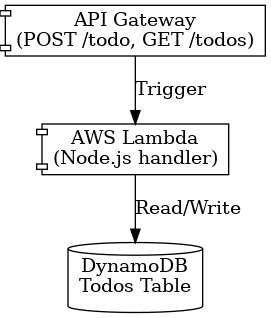 API Gateway
(POST /todo, GET /todos)
Trigger
AWS Lambda
(Node.js handler)
Read/Write
DynamoDB
Todos Table